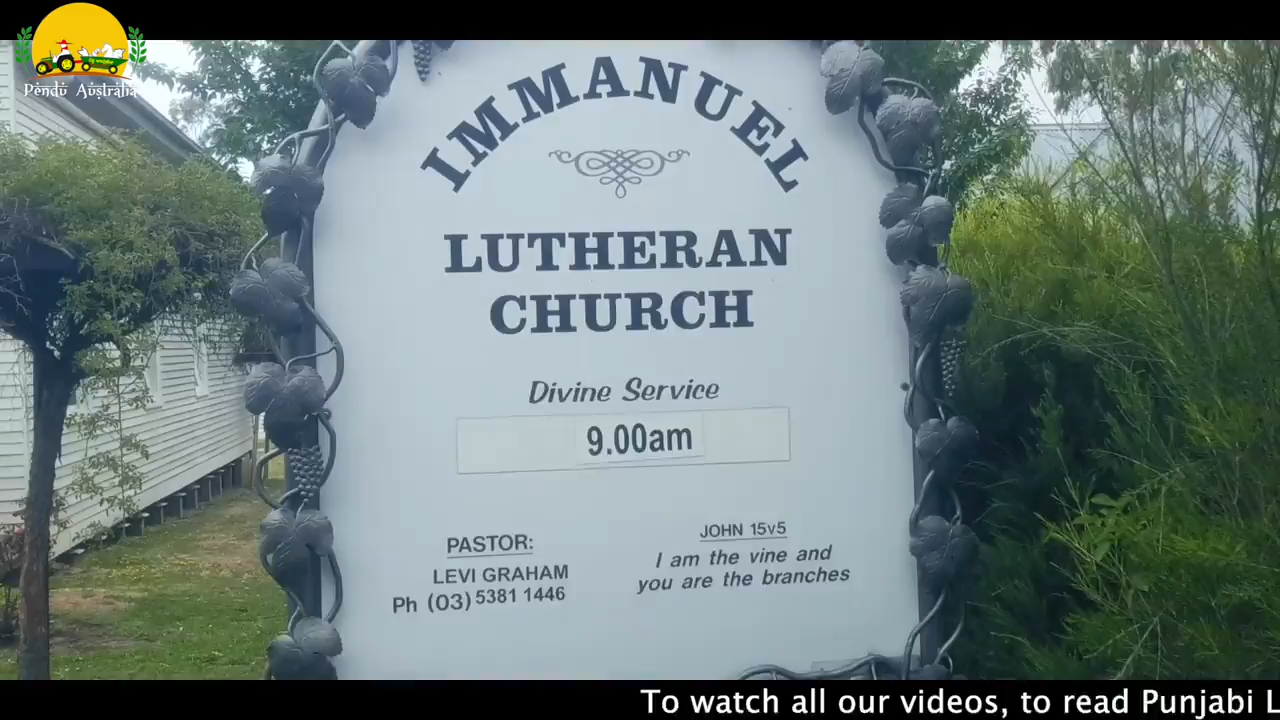 Pendu Australia
IMMANUEL
LUTHERAN
CHURCH
Divine Service
9.00am
PASTOR:
LEVI GRAHAM
Ph (03) 5381 1446
JOHN 15v5
I am the vine and
you are the branches
To watch all our videos, to read Punjabi L